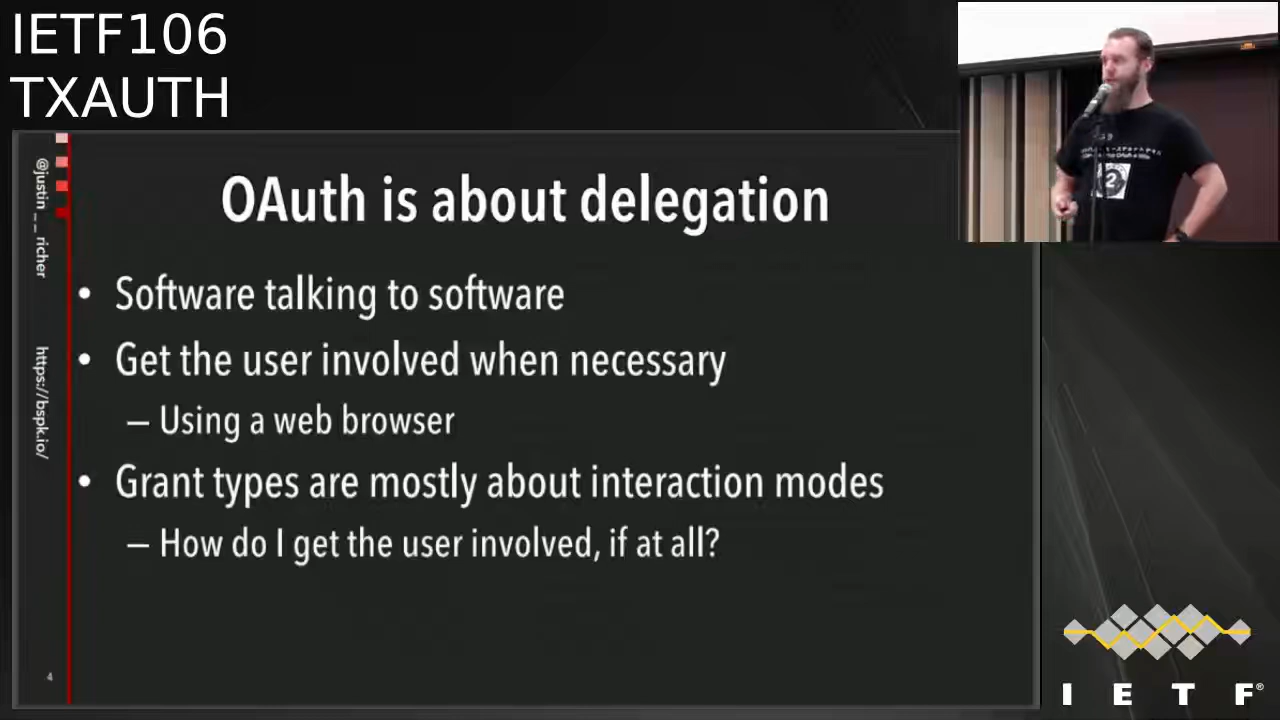 IETF106
TXAUTH
@justin__richer
https://bspk.io/
OAuth is about delegation
• Software talking to software
• Get the user involved when necessary
– Using a web browser
• Grant types are mostly about interaction modes
– How do I get the user involved, if at all?
4
I E T F®